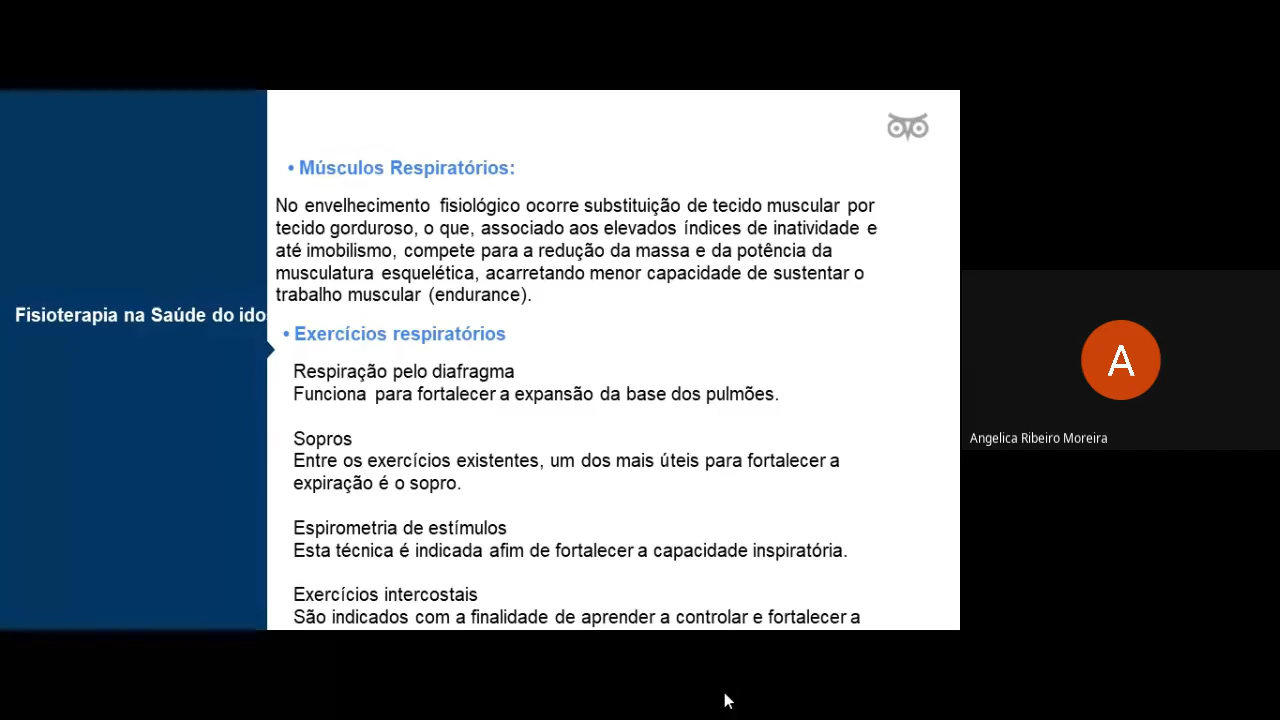 • Músculos Respiratórios:
No envelhecimento fisiológico ocorre substituição de tecido muscular por
tecido gorduroso, o que, associado aos elevados índices de inatividade e
até imobilismo, compete para a redução da massa e da potência da
musculatura esquelética, acarretando menor capacidade de sustentar o
trabalho muscular (endurance).
Fisioterapia na Saúde do ido
• Exercícios respiratórios
Respiração pelo diafragma
Funciona para fortalecer a expansão da base dos pulmões.
Sopros
Entre os exercícios existentes, um dos mais úteis para fortalecer a
expiração é o sopro.
Espirometria de estímulos
Esta técnica é indicada afim de fortalecer a capacidade inspiratória.
Exercícios intercostais
São indicados com a finalidade de aprender a controlar e fortalecer a
A
Angelica Ribeiro Moreira